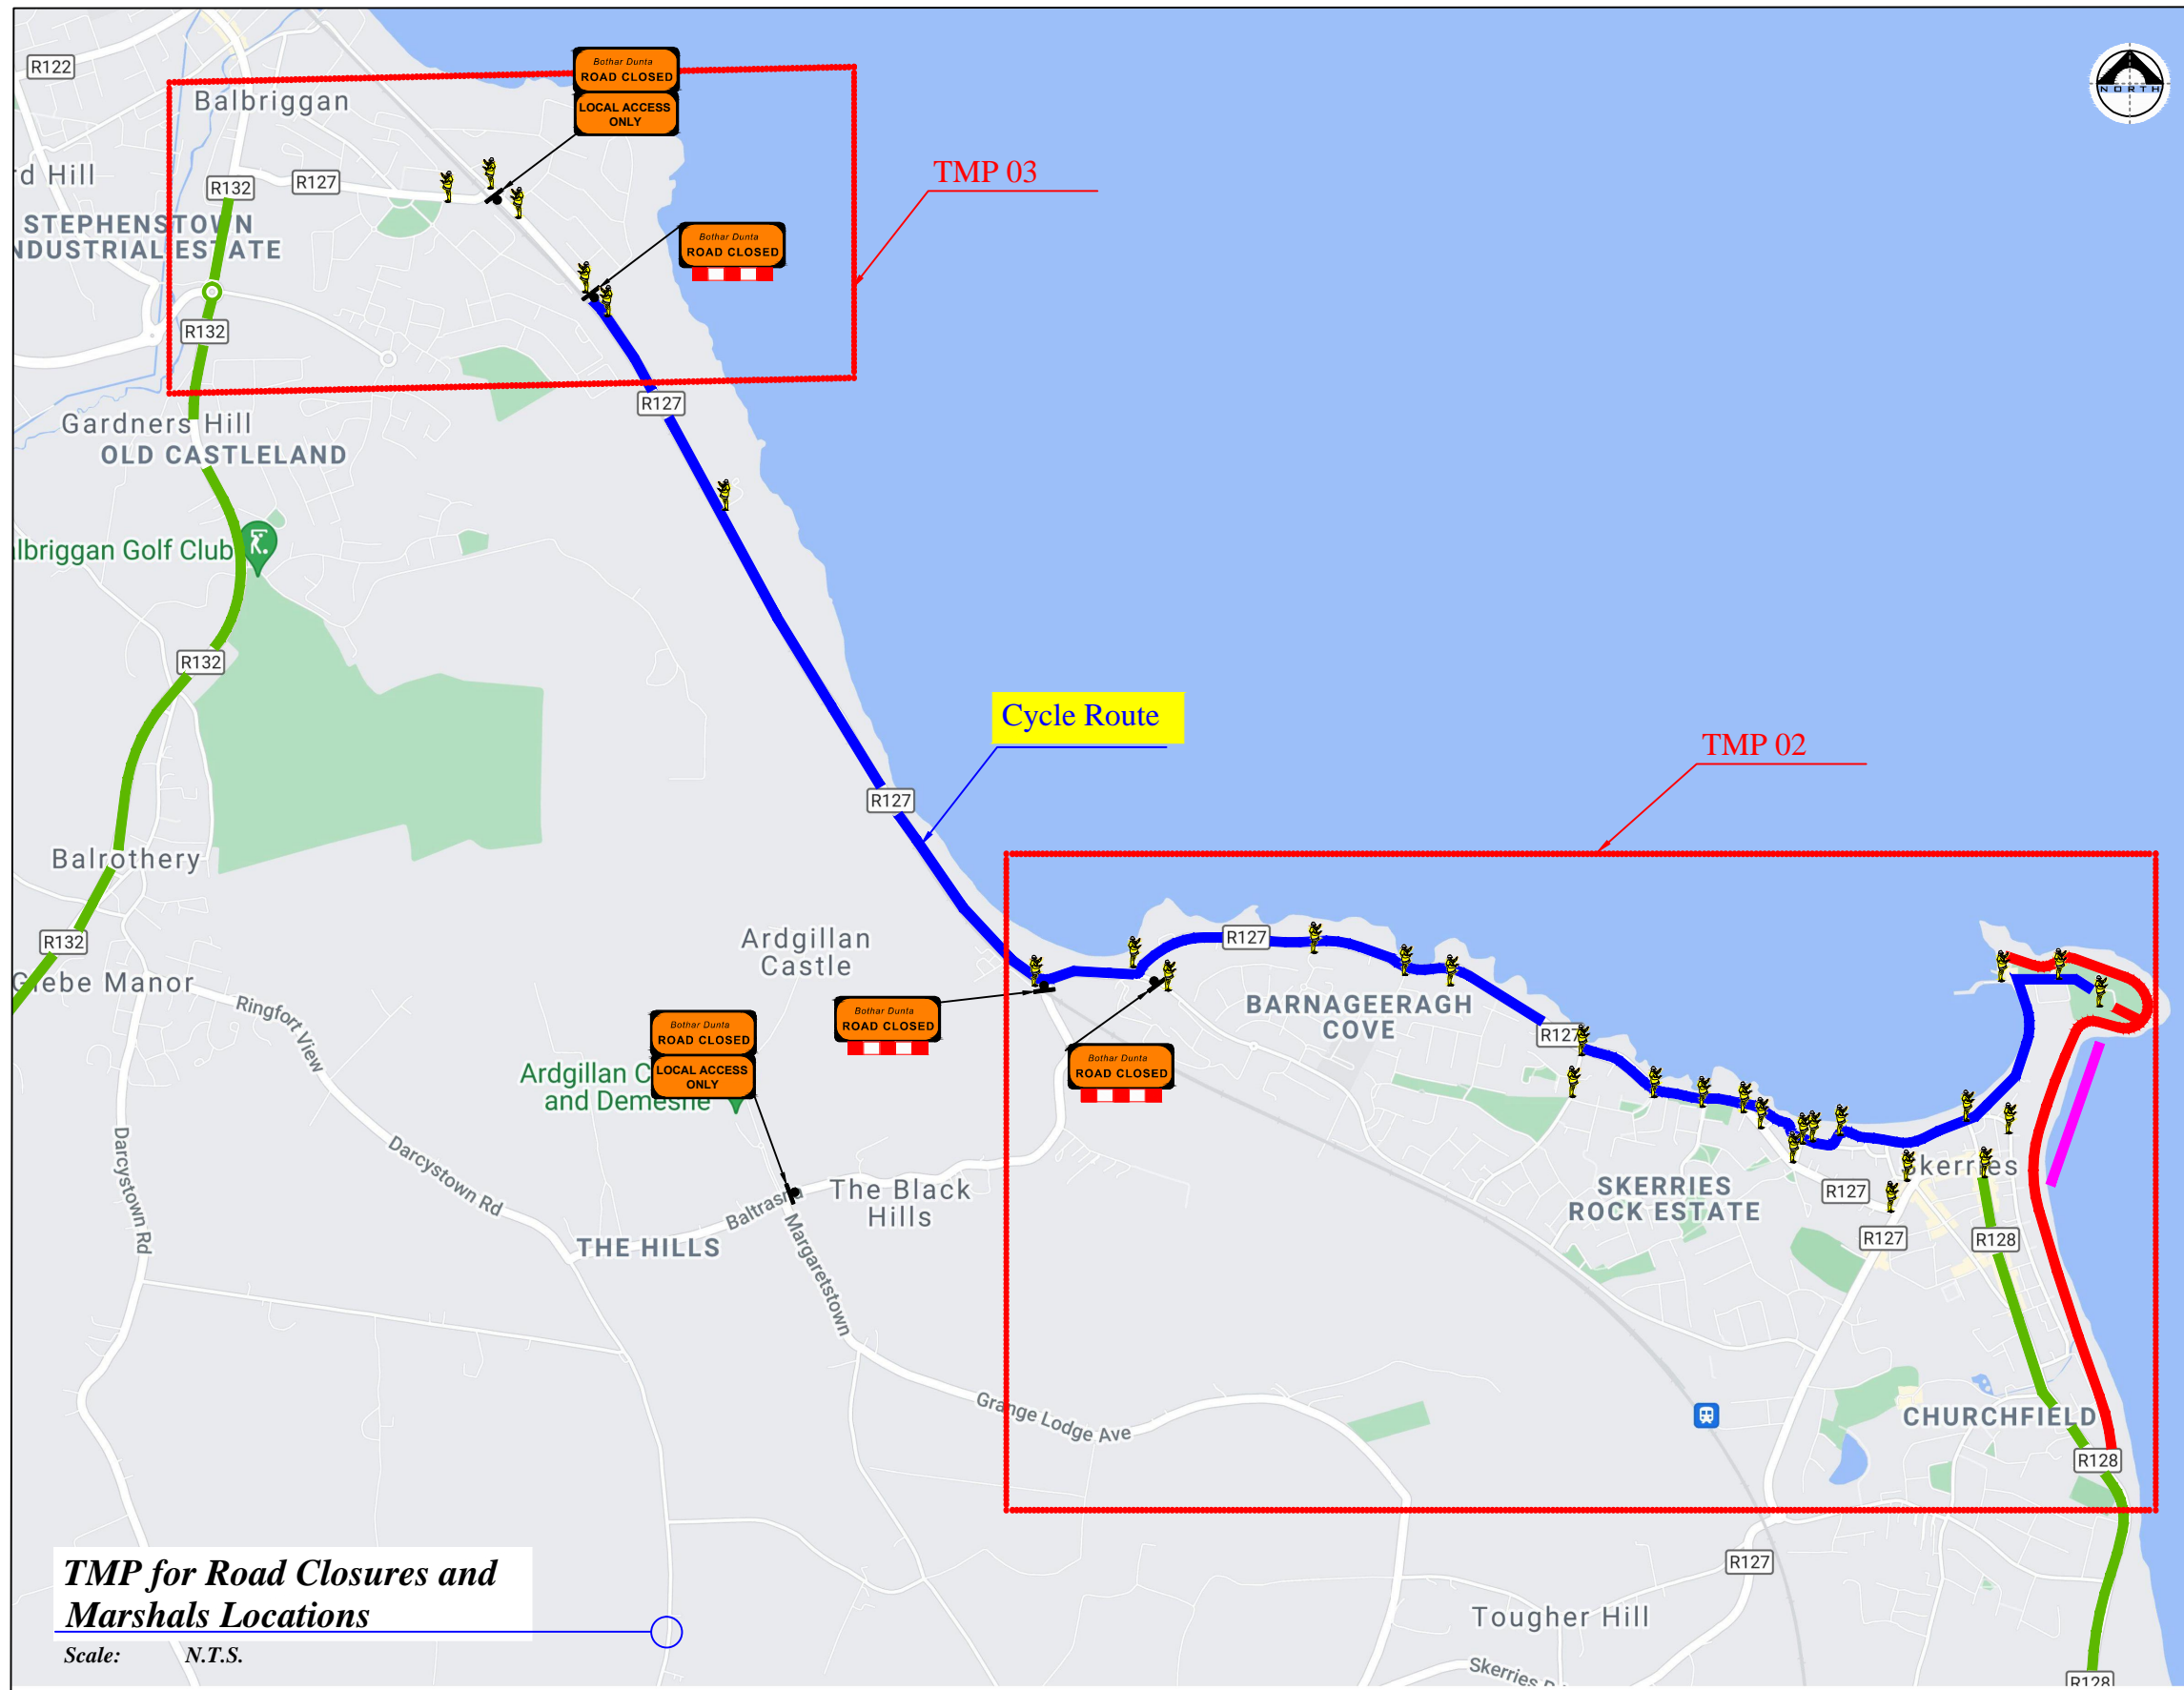 R122
Bothar Dunta
ROAD CLOSED
LOCAL ACCESS
ONLY
NORTH
Balbriggan
TMP 03
rd Hill
R132
R127
STEPHENSTOWN
NDUSTRIAL ESTATE
Bothar Dunta
ROAD CLOSED
R132
R127
Gardners Hill
OLD CASTLELAND
lbriggan Golf Club
R132
Cycle Route
TMP 02
R127
Balrothery
R132
Glebe Manor
Ardgillan
Castle
R127
Ringfort View
BARNAGEERAGH
COVE
Bothar Dunta
ROAD CLOSED
Bothar Dunta
ROAD CLOSED
LOCAL ACCESS
ONLY
Bothar Dunta
ROAD CLOSED
R127
Ardgillan C
and Demesne
Darcystown Rd
Darcystown Rd
Skerries
The Black
Hills
SKERRIES
ROCK ESTATE
R127
R127
R128
THE HILLS
Margaretstown
Grange Lodge Ave
CHURCHFIELD
R128
TMP for Road Closures and
Marshals Locations
Scale: N.T.S.
R127
Tougher Hill
Skerries
R128